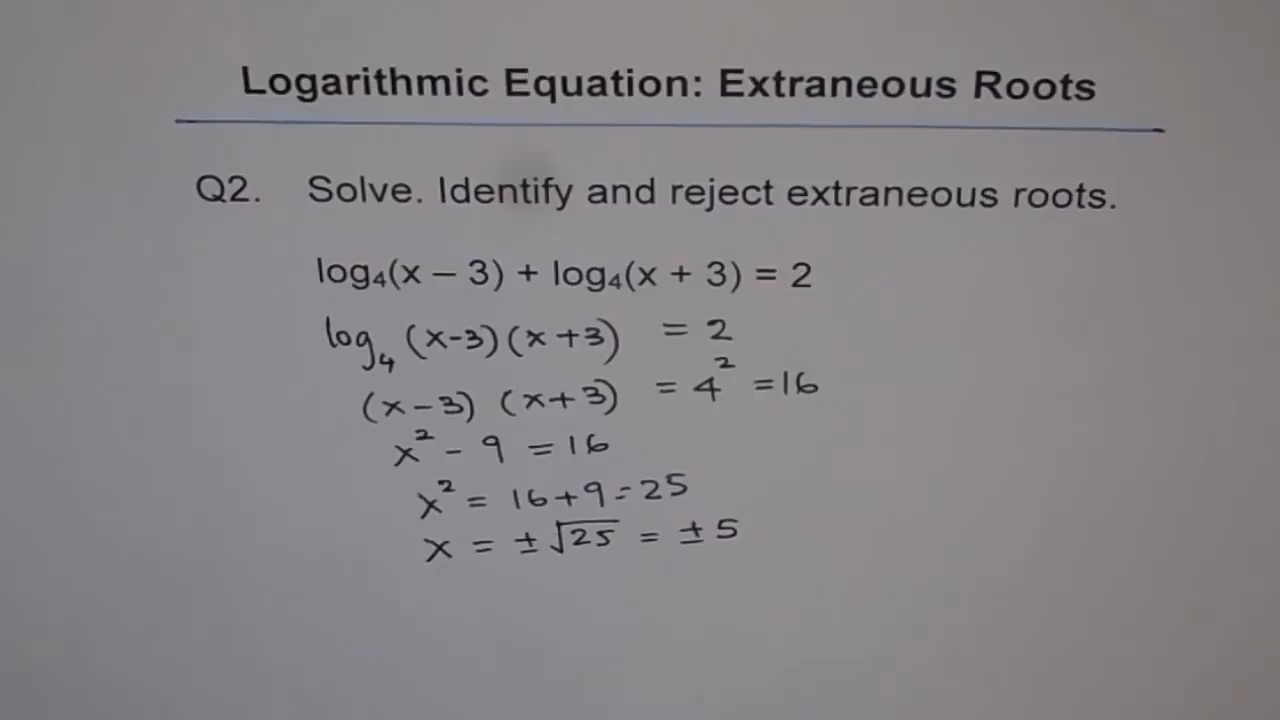 Logarithmic Equation: Extraneous Roots
Q2. Solve. Identify and reject extraneous roots.
log₄(x – 3) + log₄(x + 3) = 2
log₄ (x-3)(x+3) = 2
(x-3) (x+3) = 4² = 16
x² - 9 = 16
x² = 16+9 = 25
x = ±√25 = ±5